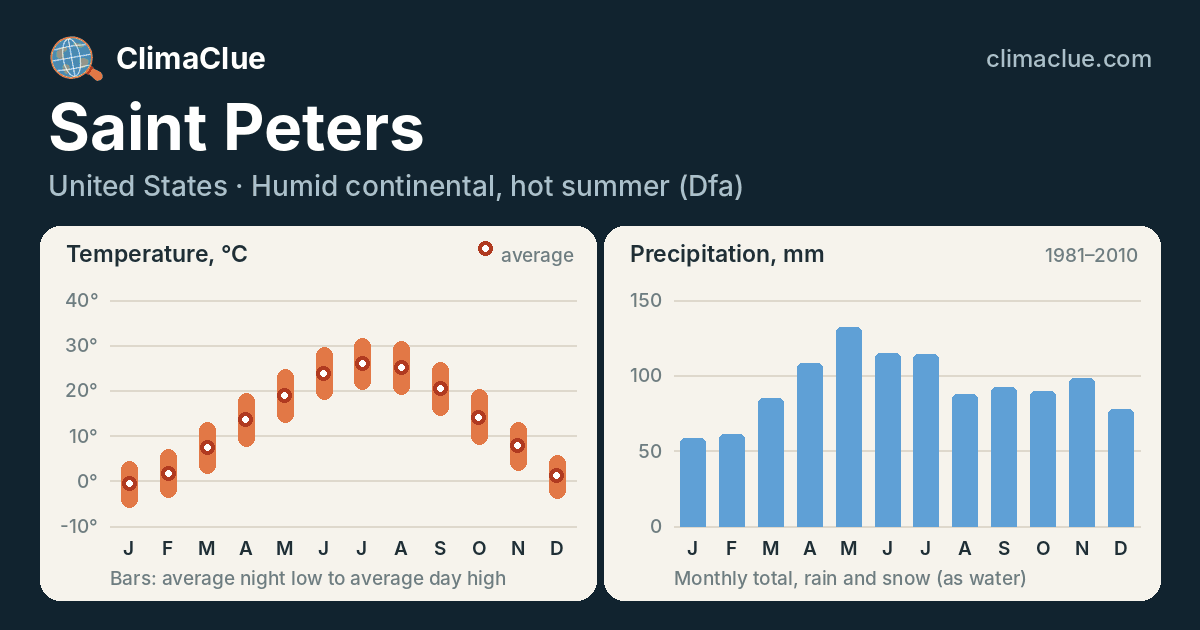 ClimaClue
climaclue.com
Saint Peters
United States · Humid continental, hot summer (Dfa)
Temperature, °C
average
40°
30°
20°
10°
0°
-10°
J F M A M J J A S O N D
Bars: average night low to average day high
Precipitation, mm
1981–2010
150
100
50
0
J F M A M J J A S O N D
Monthly total, rain and snow (as water)